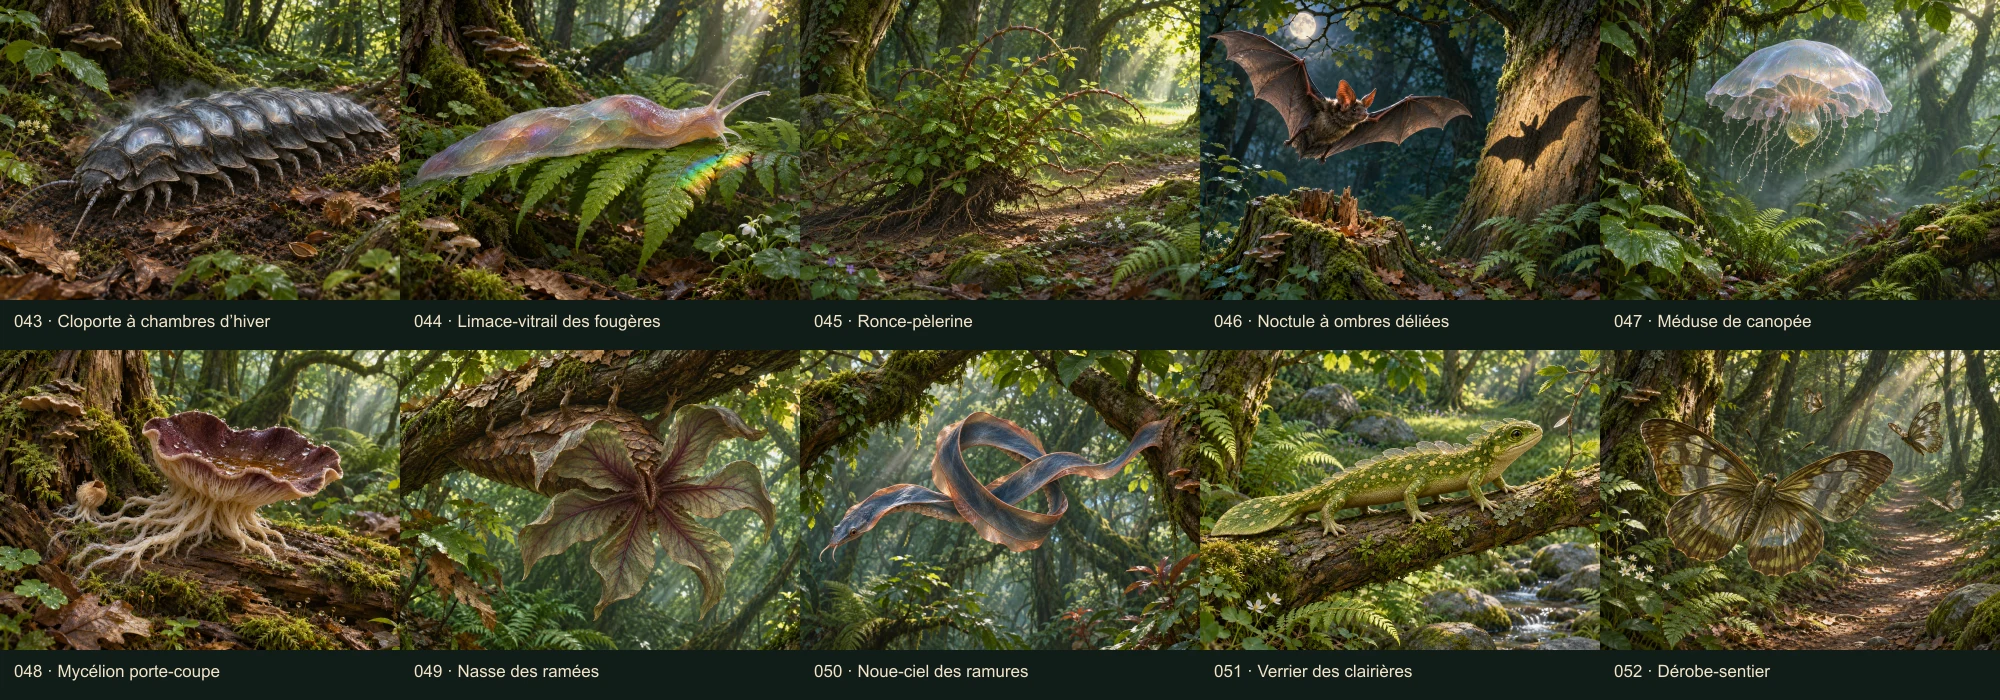 043 · Cloporte à chambres d’hiver
044 · Limace-vitrail des fougères
045 · Ronce-pèlerine
046 · Noctule à ombres déliées
047 · Méduse de canopée
048 · Mycélion porte-coupe
049 · Nasse des ramées
050 · Noue-ciel des ramures
051 · Verrier des clairières
052 · Dérobe-sentier